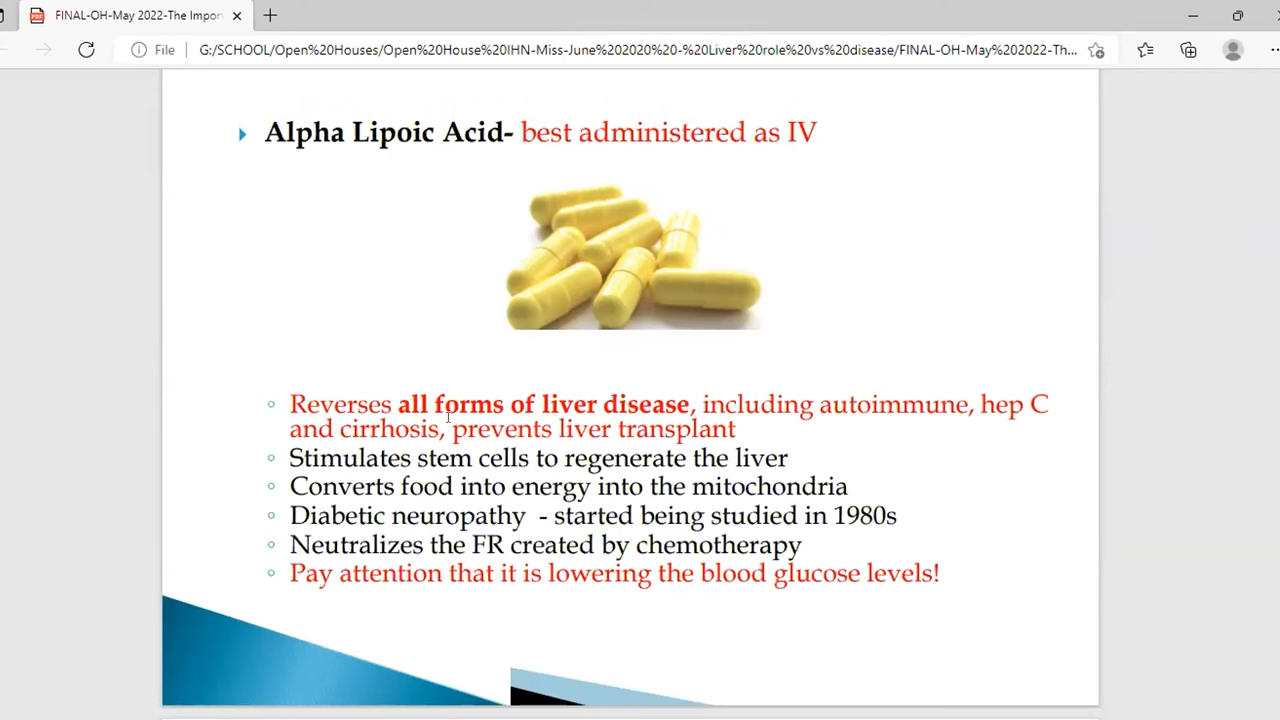 FINAL-OH-May 2022-The Impor
File
G:/SCHOOL/Open%20Houses/Open%20House%20IHN-Miss-June%202020%20-%20Liver%20role%20vs%20disease/FINAL-OH-May%202022-Th...
Alpha Lipoic Acid- best administered as IV
Reverses all forms of liver disease, including autoimmune, hep C
and cirrhosis, prevents liver transplant
Stimulates stem cells to regenerate the liver
Converts food into energy into the mitochondria
Diabetic neuropathy - started being studied in 1980s
Neutralizes the FR created by chemotherapy
Pay attention that it is lowering the blood glucose levels!